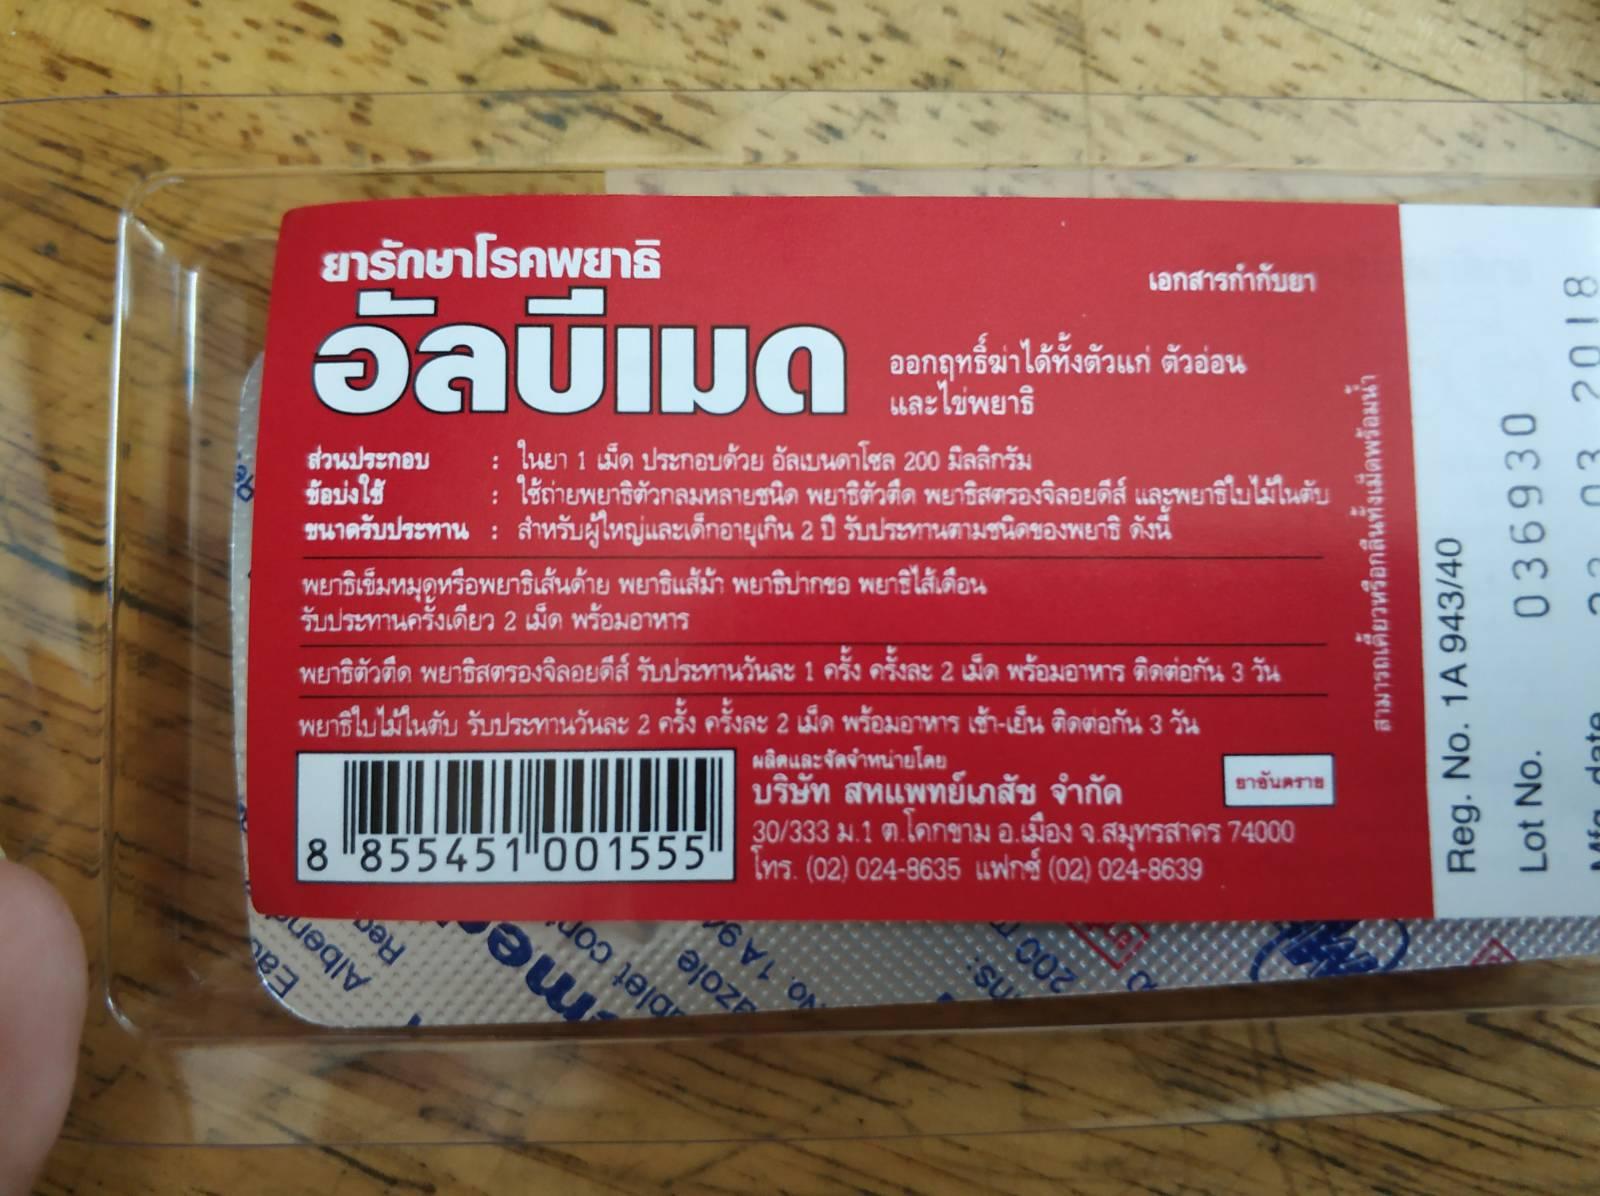 ยารักษาโรคพยาธิ
เอกสารกำกับยา
อัลบีเมด
ออกฤทธิ์ฆ่าได้ทั้งตัวแก่ ตัวอ่อน
และไข่พยาธิ
ส่วนประกอบ : ในยา 1 เม็ด ประกอบด้วย อัลเบนดาโซล 200 มิลลิกรัม
ข้อบ่งใช้ : ใช้ถ่ายพยาธิตัวกลมหลายชนิด พยาธิตัวตืด พยาธิสตรองจิลอยดีส์ และพยาธิใบไม้ในตับ
ขนาดรับประทาน : สำหรับผู้ใหญ่และเด็กอายุเกิน 2 ปี รับประทานตามชนิดของพยาธิ ดังนี้
พยาธิเข็มหมุดหรือพยาธิเส้นด้าย พยาธิแส้ม้า พยาธิปากขอ พยาธิไส้เดือน
รับประทานครั้งเดียว 2 เม็ด พร้อมอาหาร
พยาธิตัวตืด พยาธิสตรองจิลอยดีส์ รับประทานวันละ 1 ครั้ง ครั้งละ 2 เม็ด พร้อมอาหาร ติดต่อกัน 3 วัน
พยาธิใบไม้ในตับ รับประทานวันละ 2 ครั้ง ครั้งละ 2 เม็ด พร้อมอาหาร เช้า-เย็น ติดต่อกัน 3 วัน
สามารถเคี้ยวหรือกลืนทั้งเม็ดพร้อมน้ำ
8 855451 001555
ผลิตและจัดจำหน่ายโดย
บริษัท สหแพทย์เภสัช จำกัด
30/333 ม.1 ต.โคกขาม อ.เมือง จ.สมุทรสาคร 74000
โทร. (02) 024-8635 แฟกซ์ (02) 024-8639
ยาอันตราย
Reg. No. 1A 943/40
Lot No. 036930
Mfg. date 03 2018
Albend
Reg
azole
ablet
No. 1A 94
200